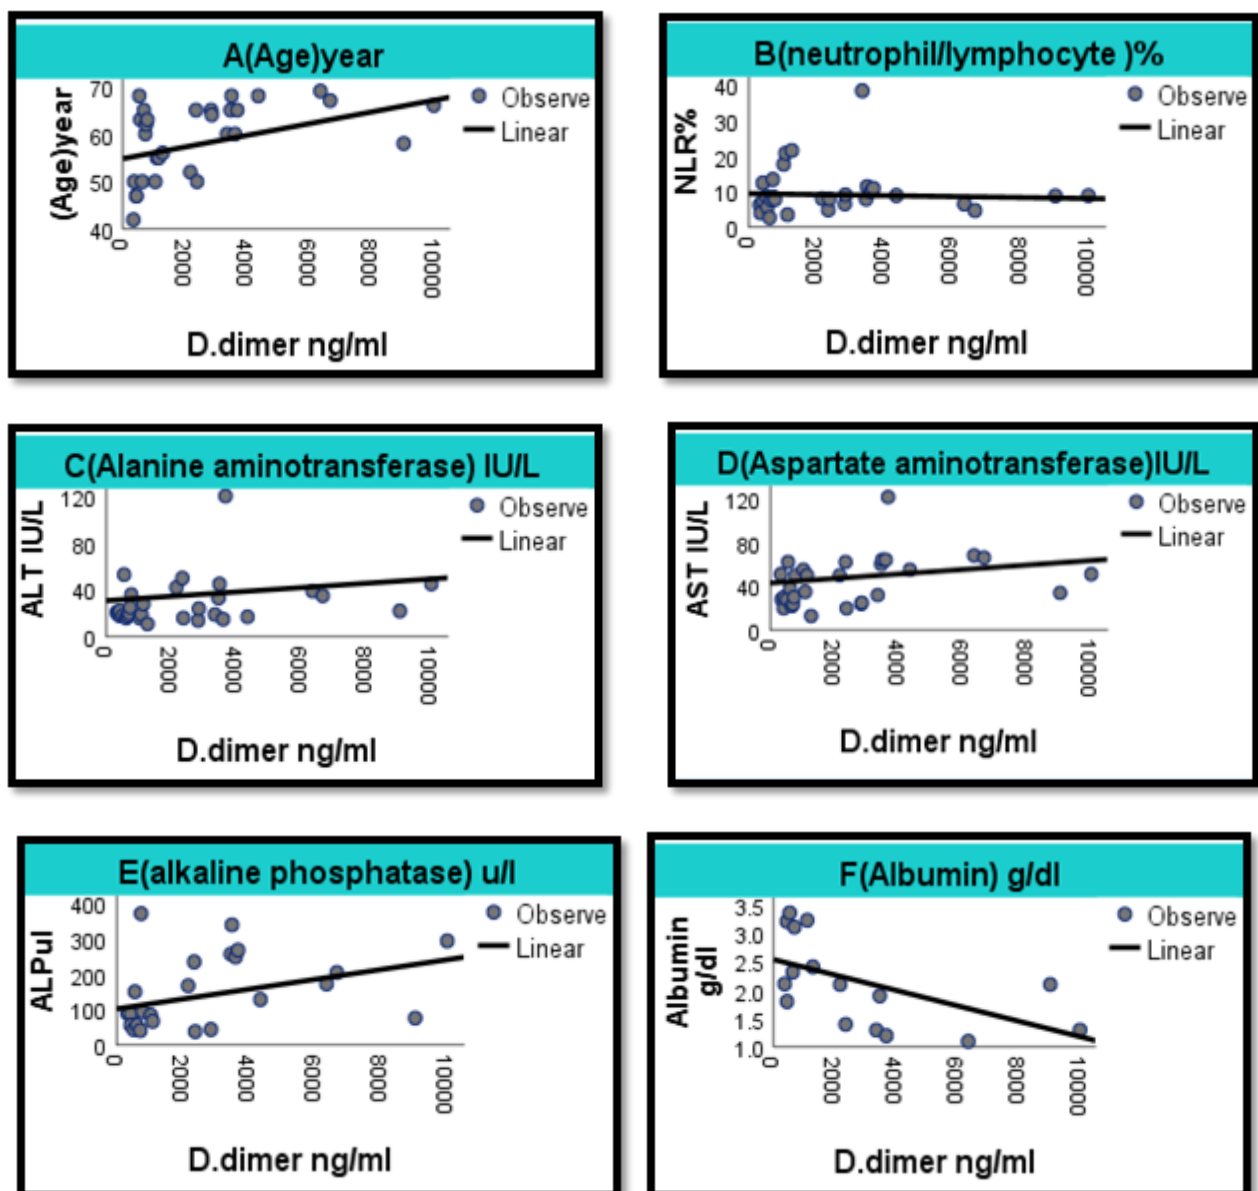 A(Age)year
(Age)year
70
60
50
40
0
2000
4000
6000
8000
10000
Observe
Linear
D.dimer ng/ml
B(neutrophil/lymphocyte )%
NLR%
40
30
20
10
0
0
2000
4000
6000
8000
10000
Observe
Linear
D.dimer ng/ml
C(Alanine aminotransferase) IU/L
ALT IU/L
120
80
40
0
0
2000
4000
6000
8000
10000
Observe
Linear
D.dimer ng/ml
D(Aspartate aminotransferase)IU/L
AST IU/L
120
80
40
0
0
2000
4000
6000
8000
10000
Observe
Linear
D.dimer ng/ml
E(alkaline phosphatase) u/l
ALPul
400
300
200
100
0
0
2000
4000
6000
8000
10000
Observe
Linear
D.dimer ng/ml
F(Albumin) g/dl
Albumin
g/dl
3.5
3.0
2.5
2.0
1.5
1.0
0
2000
4000
6000
8000
10000
Observe
Linear
D.dimer ng/ml